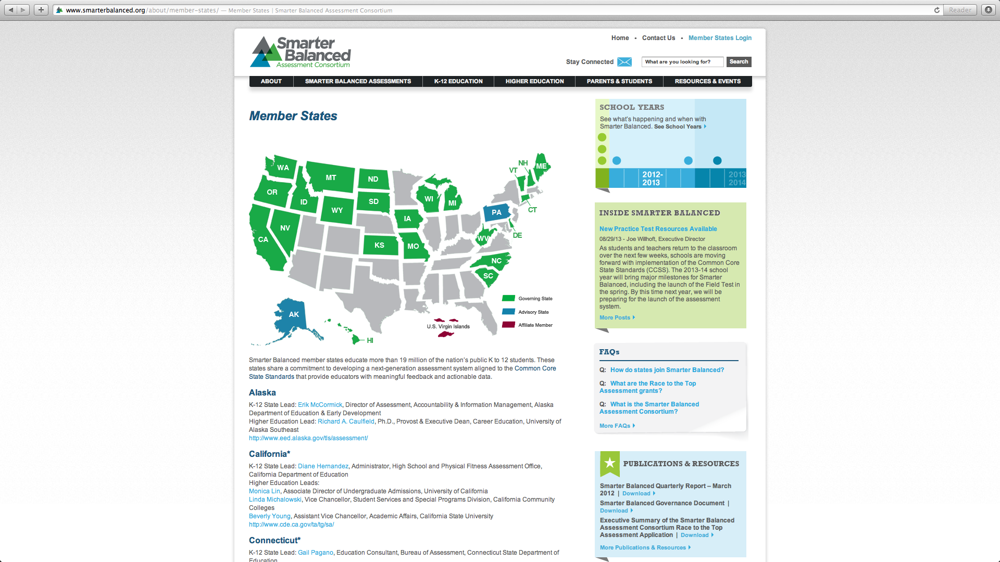 www.smarterbalanced.org/about/member-states/ — Member States | Smarter Balanced Assessment Consortium
Reader
Smarter
Balanced
Assessment Consortium
Home • Contact Us • Member States Login
Stay Connected
What are you looking for?
Search
ABOUT
SMARTER BALANCED ASSESSMENTS
K-12 EDUCATION
HIGHER EDUCATION
PARENTS & STUDENTS
RESOURCES & EVENTS
Member States
WA
MT
ND
OR
ID
SD
WY
WI
MI
IA
NV
CA
KS
MO
NH
VT
ME
CT
PA
DE
WV
NC
SC
AK
HI
U.S. Virgin Islands
Governing State
Advisory State
Affiliate Member
Smarter Balanced member states educate more than 19 million of the nation's public K to 12 students. These
states share a commitment to developing a next-generation assessment system aligned to the Common Core
State Standards that provide educators with meaningful feedback and actionable data.
Alaska
K-12 State Lead: Erik McCormick, Director of Assessment, Accountability & Information Management, Alaska
Department of Education & Early Development
Higher Education Lead: Richard A. Caulfield, Ph.D., Provost & Executive Dean, Career Education, University of
Alaska Southeast
http://www.eed.alaska.gov/tls/assessment/
California*
K-12 State Lead: Diane Hernandez, Administrator, High School and Physical Fitness Assessment Office,
California Department of Education
Higher Education Leads:
Monica Lin, Associate Director of Undergraduate Admissions, University of California
Linda Michalowski, Vice Chancellor, Student Services and Special Programs Division, California Community
Colleges
Beverly Young, Assistant Vice Chancellor, Academic Affairs, California State University
http://www.cde.ca.gov/ta/tg/sa/
Connecticut*
K-12 State Lead: Gail Pagano, Education Consultant, Bureau of Assessment, Connecticut State Department of
Education
SCHOOL YEARS
See what's happening and when with
Smarter Balanced. See School Years
2012-
2013
2013
2014
INSIDE SMARTER BALANCED
New Practice Test Resources Available
08/29/13 - Joe Willhoft, Executive Director
As students and teachers return to the classroom
over the next few weeks, schools are moving
forward with implementation of the Common Core
State Standards (CCSS). The 2013-14 school
year will bring major milestones for Smarter
Balanced, including the launch of the Field Test in
the spring. By this time next year, we will be
preparing for the launch of the assessment
system.
More Posts
FAQs
Q: How do states join Smarter Balanced?
Q: What are the Race to the Top
Assessment grants?
Q: What is the Smarter Balanced
Assessment Consortium?
More FAQs
PUBLICATIONS & RESOURCES
Smarter Balanced Quarterly Report – March
2012 | Download
Smarter Balanced Governance Document |
Download
Executive Summary of the Smarter Balanced
Assessment Consortium Race to the Top
Assessment Application | Download
More Publications & Resources